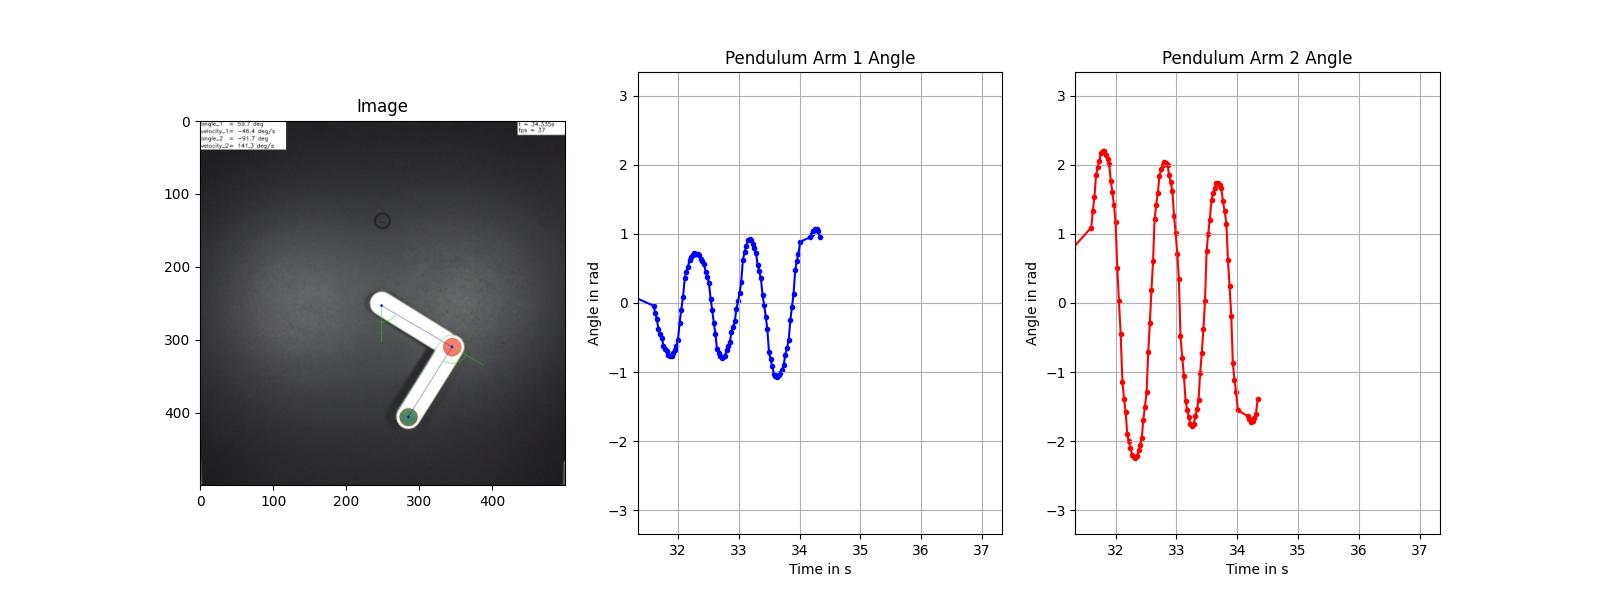 Image
angle_1 = 59.7 deg
velocity_1= -46.4 deg/s
angle_2 = -91.7 deg
velocity_2= 141.3 deg/s
t = 34.335s
fps = 37
0
100
200
300
400
0 100 200 300 400
Pendulum Arm 1 Angle
Angle in rad
3
2
1
0
−1
−2
−3
32 33 34 35 36 37
Time in s
Pendulum Arm 2 Angle
Angle in rad
3
2
1
0
−1
−2
−3
32 33 34 35 36 37
Time in s